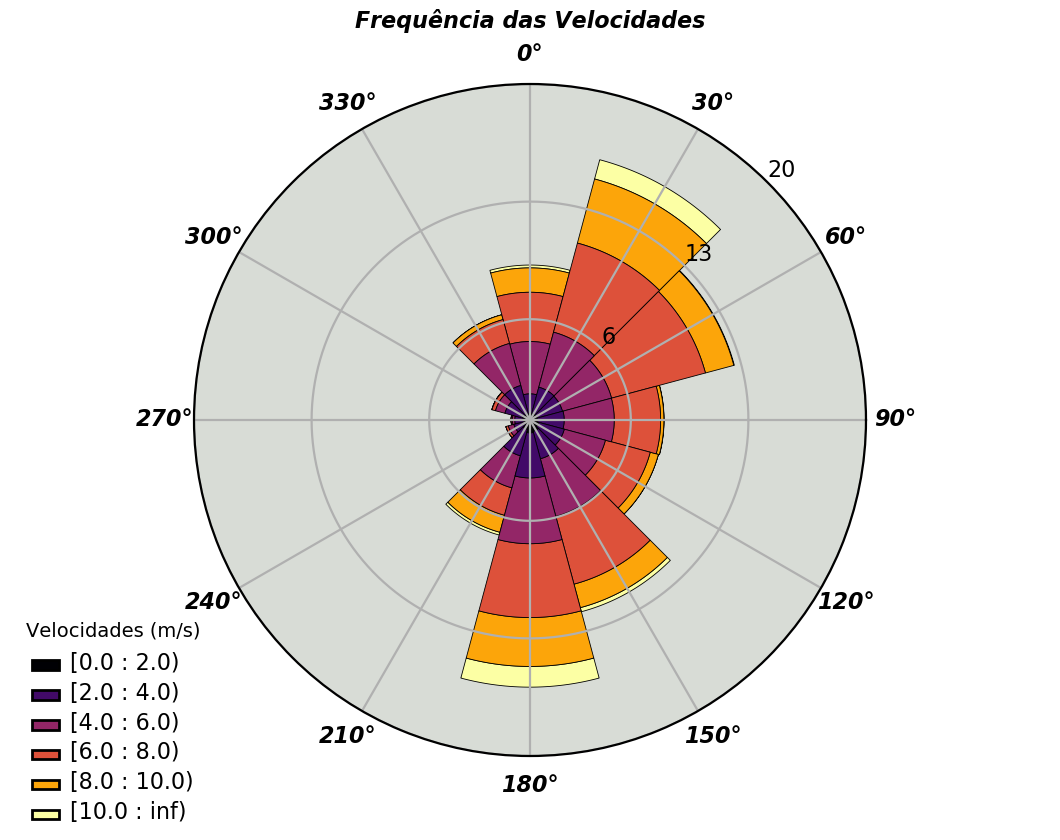 Frequência das Velocidades
0°
330°
30°
20
300°
60°
13
6
270°
90°
240°
120°
210°
150°
180°
Velocidades (m/s)
[0.0 : 2.0)
[2.0 : 4.0)
[4.0 : 6.0)
[6.0 : 8.0)
[8.0 : 10.0)
[10.0 : inf)